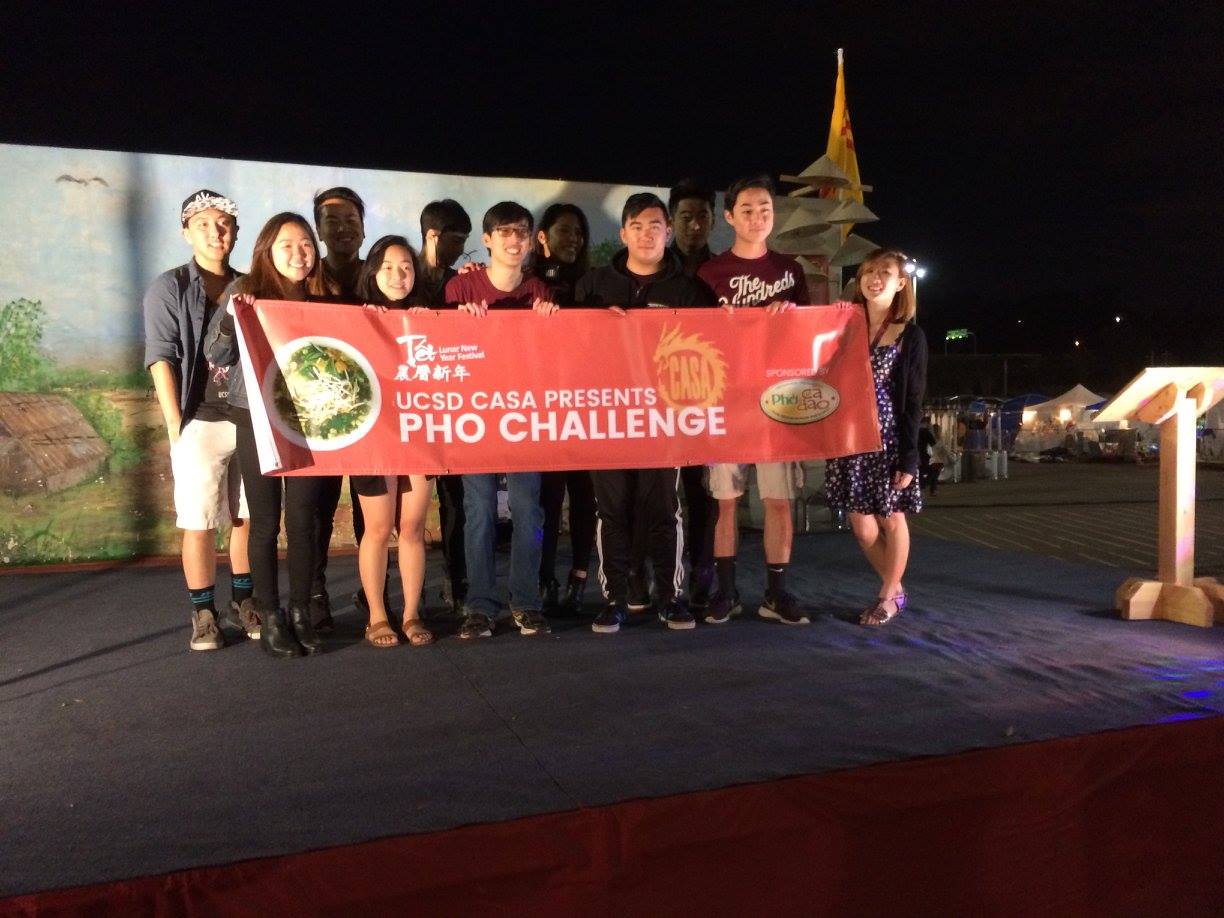 Tết Lunar New
Year Festival
農曆新年
UCSD CASA PRESENTS
PHO CHALLENGE
CASA
SPONSORED BY
Phở ca dao
The
Hundreds
UCS